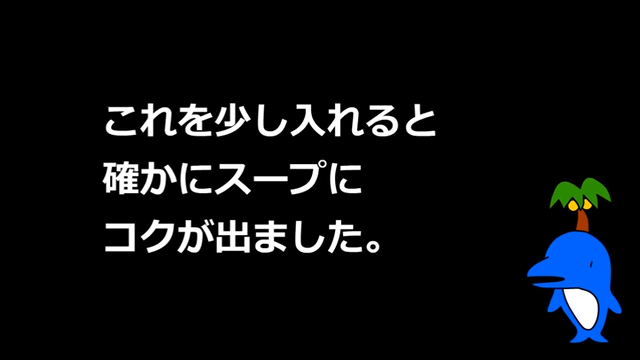 これを少し入れると
確かにスープに
コクが出ました。